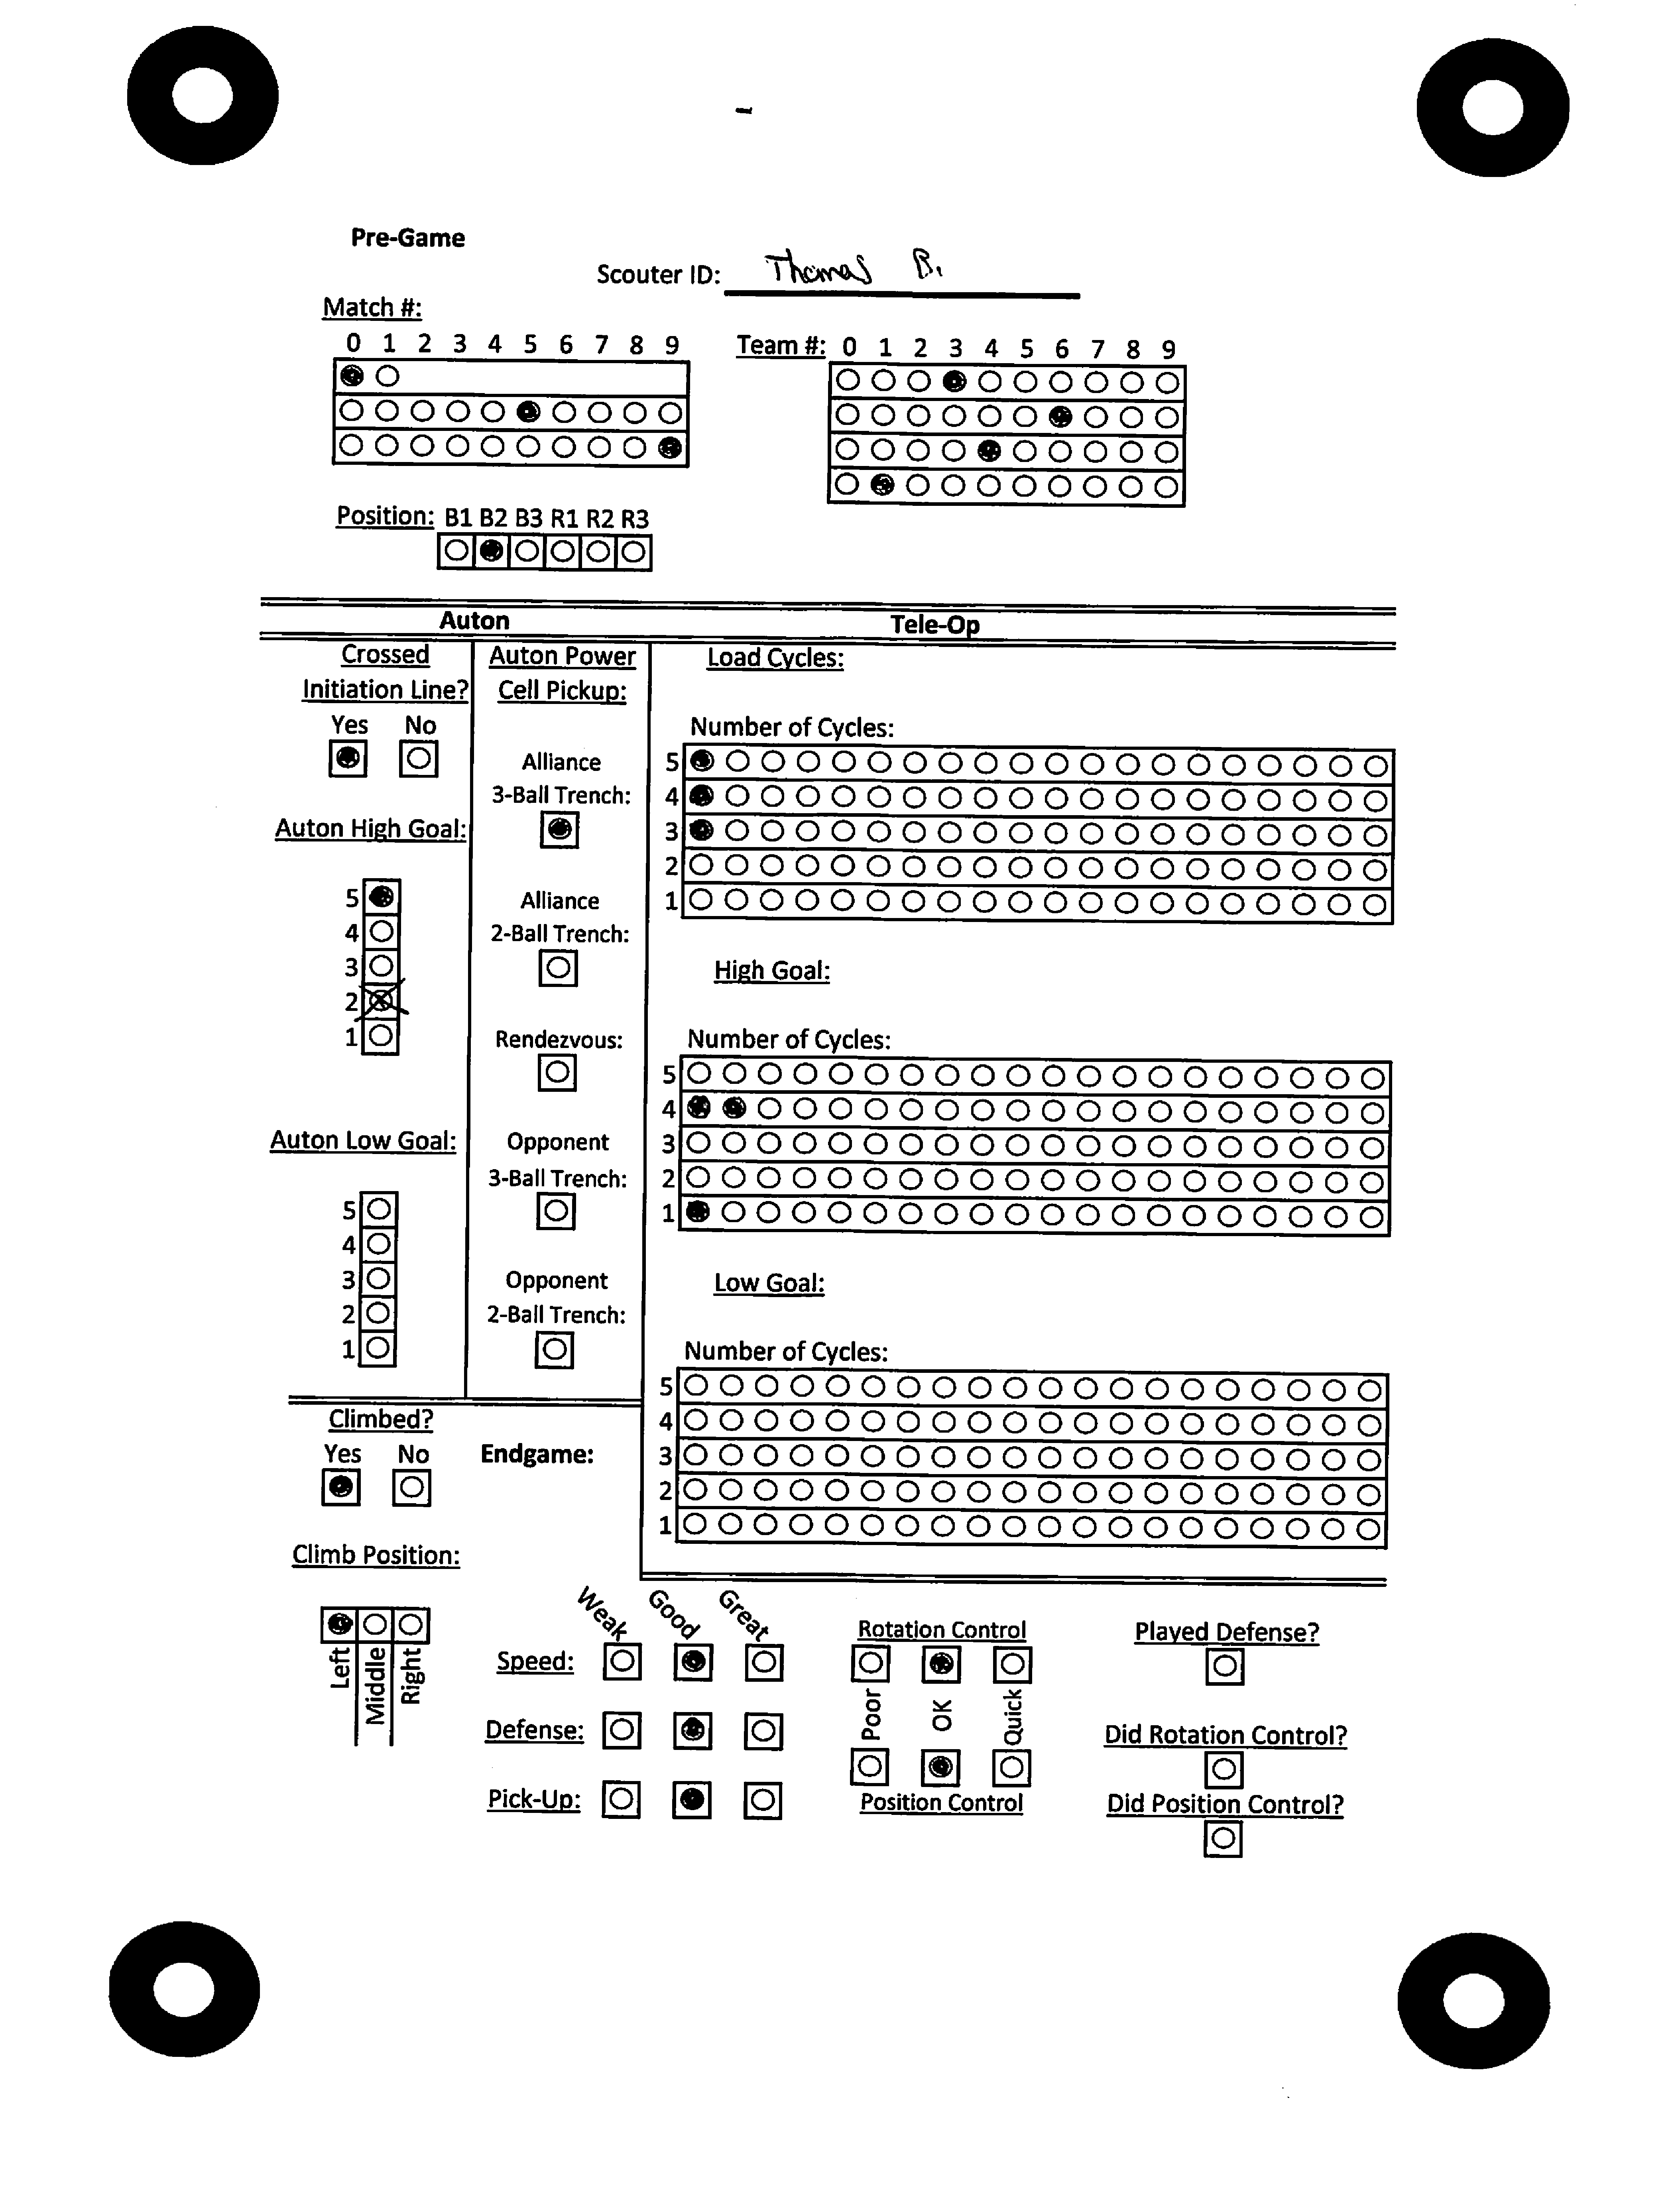 Pre-Game
Scouter ID: Thomas B.
Match #:
0 1 2 3 4 5 6 7 8 9
Team #: 0 1 2 3 4 5 6 7 8 9
Position: B1 B2 B3 R1 R2 R3
Auton
Tele-Op
Crossed
Initiation Line?
Yes No
Auton High Goal:
5
4
3
2
1
Auton Low Goal:
5
4
3
2
1
Auton Power
Cell Pickup:
Alliance
3-Ball Trench:
Alliance
2-Ball Trench:
Rendezvous:
Opponent
3-Ball Trench:
Opponent
2-Ball Trench:
Load Cycles:
Number of Cycles:
5
4
3
2
1
High Goal:
Number of Cycles:
5
4
3
2
1
Low Goal:
Number of Cycles:
5
4
3
2
1
Climbed?
Yes No
Endgame:
Climb Position:
Left
Middle
Right
Weak Good Great
Speed:
Defense:
Pick-Up:
Rotation Control
Poor OK Quick
Position Control
Played Defense?
Did Rotation Control?
Did Position Control?